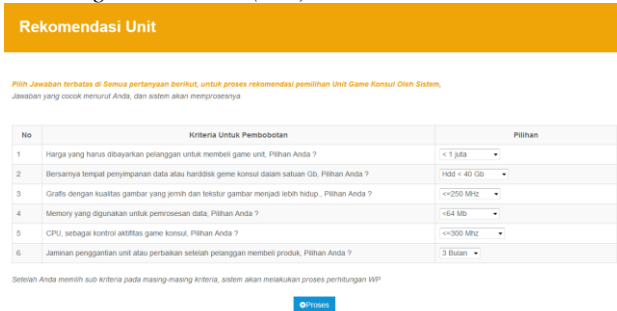 Rekomendasi Unit
Pilih Jawaban terbatas di Semua pertanyaan berikut, untuk proses rekomendasi pemilihan Unit Game Konsul Oleh Sistem,
Jawaban yang cocok menurut Anda, dan sistem akan memprosesnya
No Kriteria Untuk Pembobotan Pilihan
1 Harga yang harus dibayarkan pelanggan untuk membeli game unit, Pilihan Anda ? < 1 juta
2 Bersarnya tempat penyimpanan data atau harddisk game konsul dalam satuan Gb, Pilihan Anda ? Hdd < 40 Gb
3 Grafis dengan kualitas gambar yang jernih dan tekstur gambar menjadi lebih hidup., Pilihan Anda ? <=250 MHz
4 Memory yang digunakan untuk pemrosesan data, Pilihan Anda ? <64 Mb
5 CPU, sebagai kontrol aktifitas game konsul, Pilihan Anda ? <=300 Mhz
6 Jaminan penggantian unit atau perbaikan setelah pelanggan membeli produk, Pilihan Anda ? 3 Bulan
Setelah Anda memilih sub kriteria pada masing-masing kriteria, sistem akan melakukan proses perhitungan WP
Proses